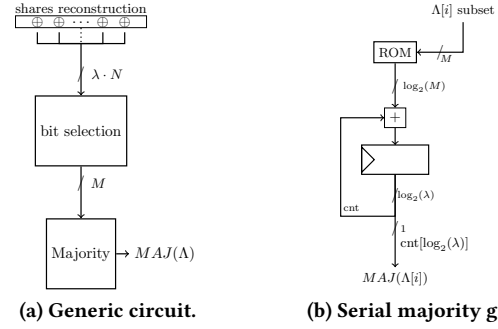 shares reconstruction
⊕ ⊕ ⋯ ⊕ ⊕
λ · N
bit selection
M
Majority
MAJ(Λ)
(a) Generic circuit.
Λ[i] subset
ROM
M
log₂(M)
+
log₂(λ)
cnt
1
cnt[log₂(λ)]
MAJ(Λ[i])
(b) Serial majority g